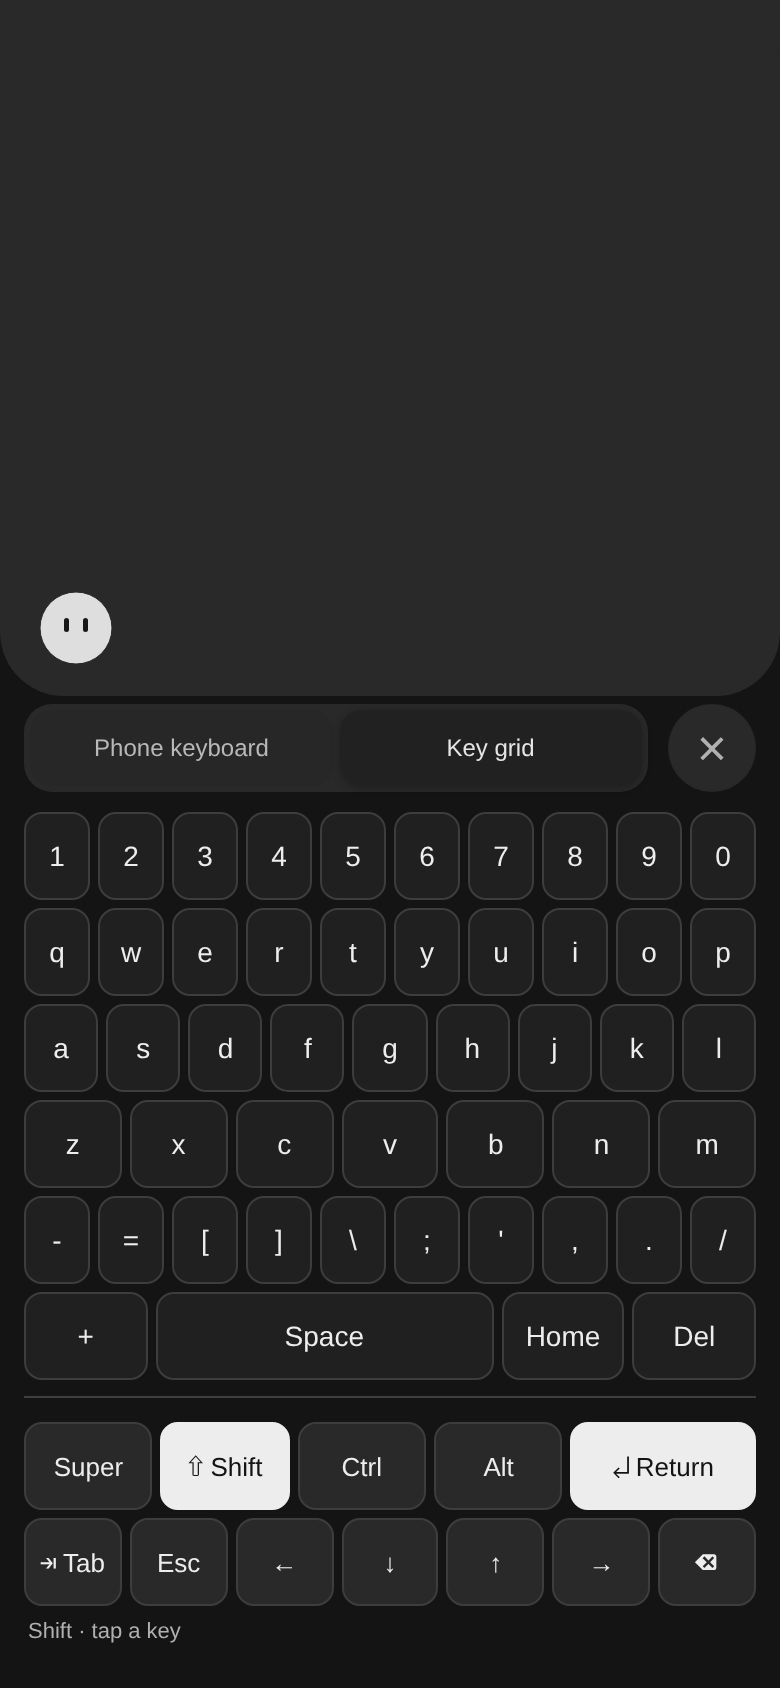 Phone keyboard Key grid
1 2 3 4 5 6 7 8 9 0
q w e r t y u i o p
a s d f g h j k l
z x c v b n m
- = [ ] \ ; ' , . /
+ Space Home Del
Super ⇧ Shift Ctrl Alt ⏎ Return
⇥ Tab Esc ← ↓ ↑ → ⌫
Shift · tap a key